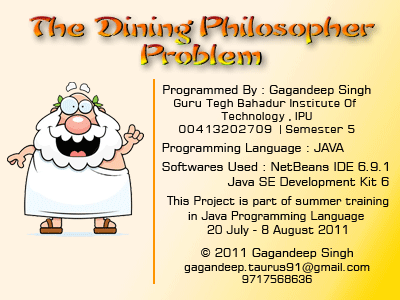 The Dining Philosopher
Problem
Programmed By : Gagandeep Singh
Guru Tegh Bahadur Institute Of
Technology , IPU
00413202709 | Semester 5
Programming Language : JAVA
Softwares Used : NetBeans IDE 6.9.1
Java SE Development Kit 6
This Project is part of summer training
in Java Programming Language
20 July - 8 August 2011
© 2011 Gagandeep Singh
gagandeep.taurus91@gmail.com
9717568636